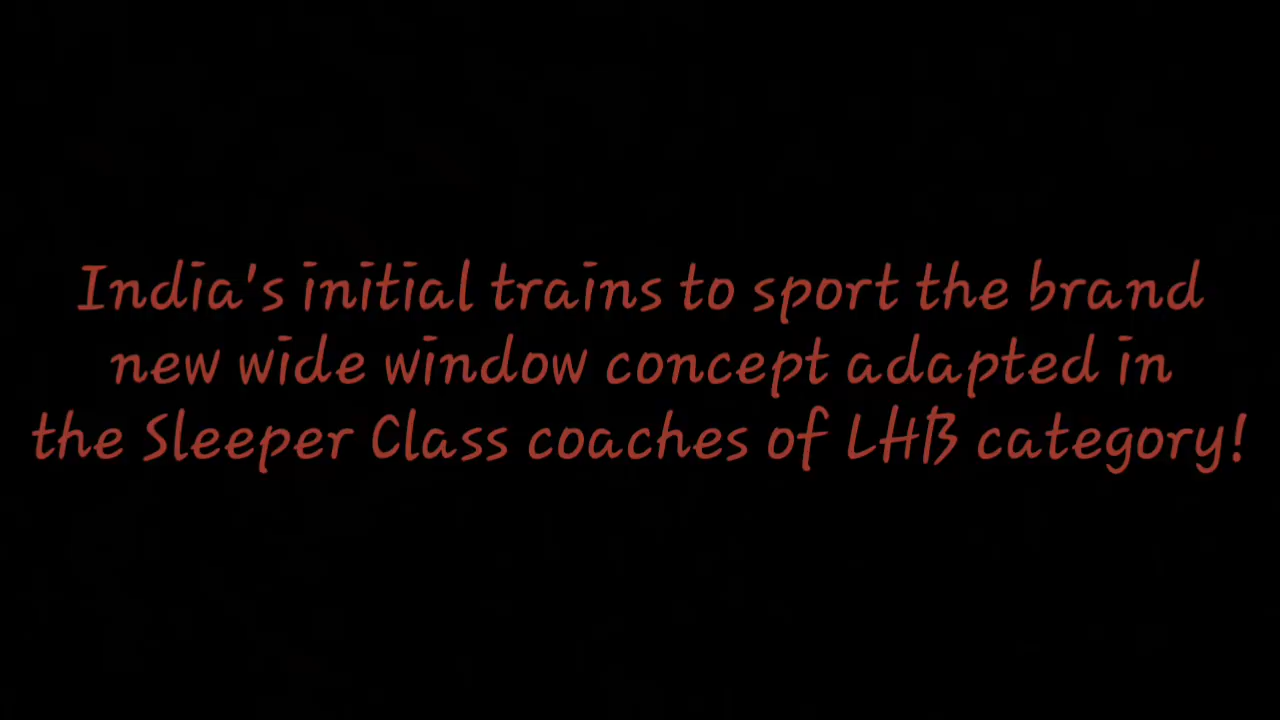 India's initial trains to sport the brand
new wide window concept adapted in
the Sleeper Class coaches of LHB category!